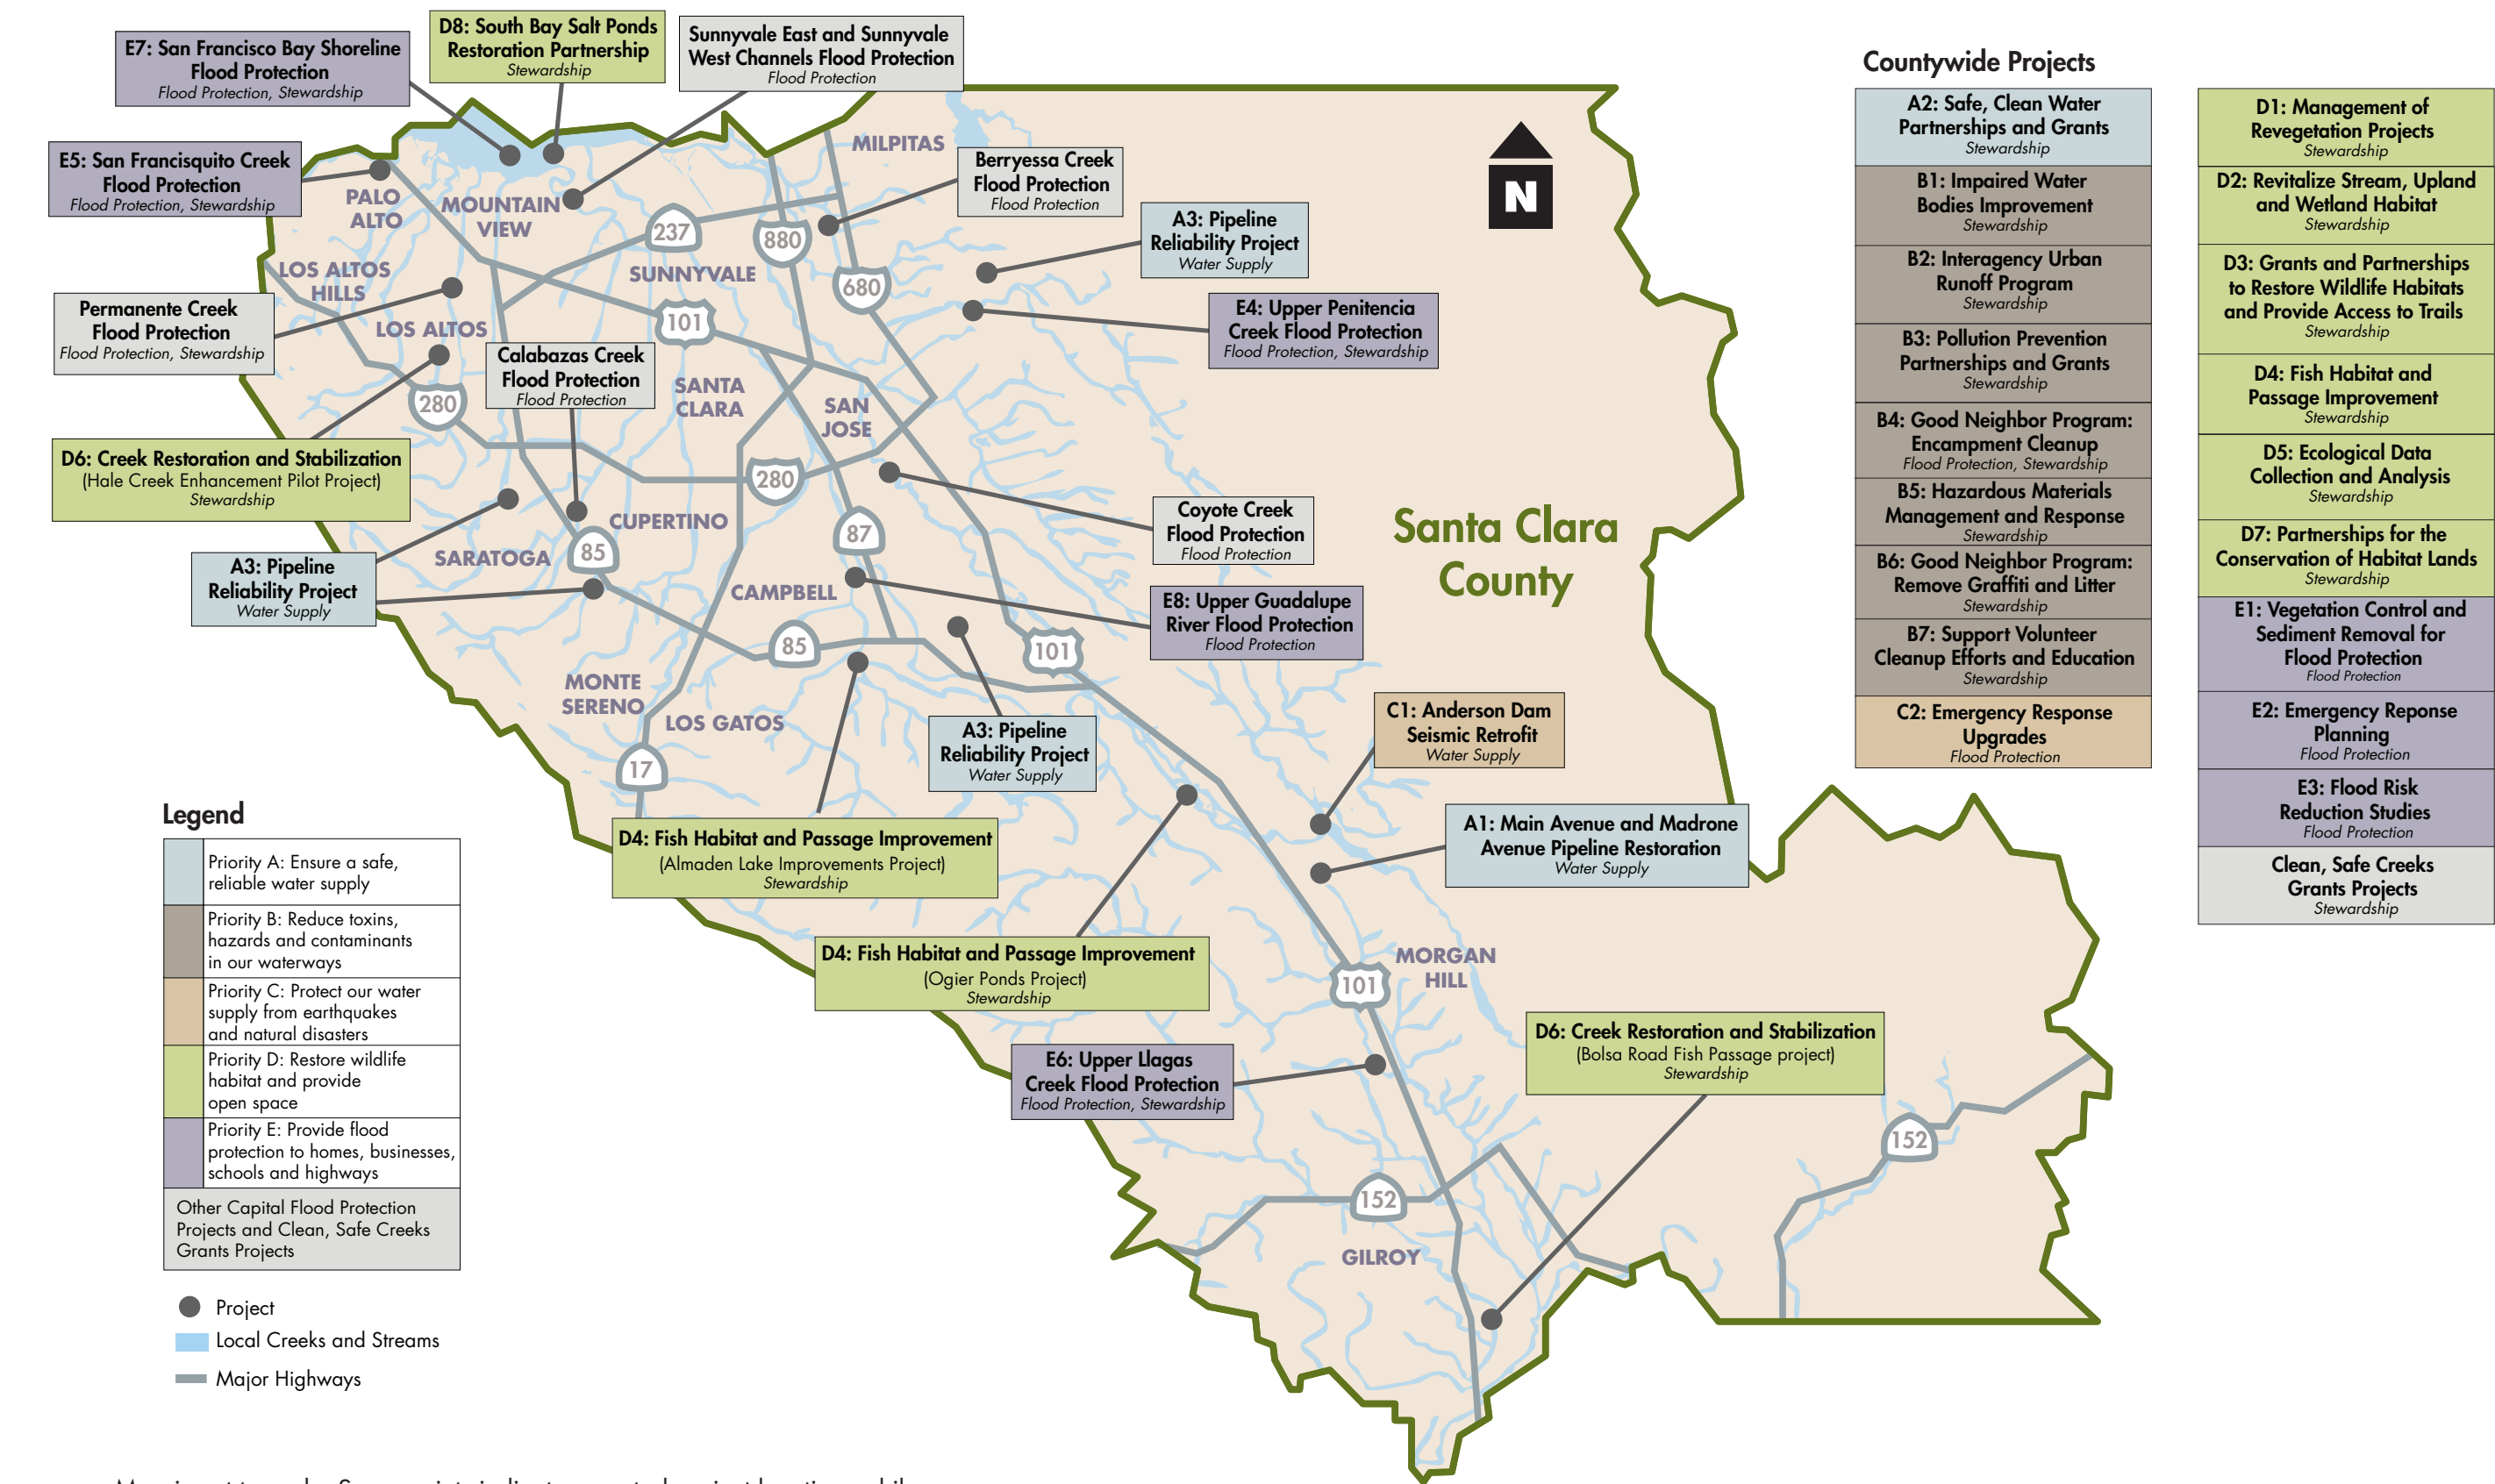 E7: San Francisco Bay Shoreline
Flood Protection
Flood Protection, Stewardship
D8: South Bay Salt Ponds
Restoration Partnership
Stewardship
Sunnyvale East and Sunnyvale
West Channels Flood Protection
Flood Protection
E5: San Francisquito Creek
Flood Protection
Flood Protection, Stewardship
MILPITAS
Berryessa Creek
Flood Protection
Flood Protection
N
PALO
ALTO
MOUNTAIN
VIEW
237
880
A3: Pipeline
Reliability Project
Water Supply
LOS ALTOS
HILLS
SUNNYVALE
680
E4: Upper Penitencia
Creek Flood Protection
Flood Protection, Stewardship
Permanente Creek
Flood Protection
Flood Protection, Stewardship
LOS ALTOS
101
Calabazas Creek
Flood Protection
Flood Protection
280
SANTA
CLARA
SAN
JOSE
D6: Creek Restoration and Stabilization
(Hale Creek Enhancement Pilot Project)
Stewardship
280
CUPERTINO
87
Coyote Creek
Flood Protection
Flood Protection
Santa Clara
County
SARATOGA
85
A3: Pipeline
Reliability Project
Water Supply
CAMPBELL
E8: Upper Guadalupe
River Flood Protection
Flood Protection
85
101
MONTE
SERENO
LOS GATOS
17
A3: Pipeline
Reliability Project
Water Supply
C1: Anderson Dam
Seismic Retrofit
Water Supply
A1: Main Avenue and Madrone
Avenue Pipeline Restoration
Water Supply
D4: Fish Habitat and Passage Improvement
(Almaden Lake Improvements Project)
Stewardship
D4: Fish Habitat and Passage Improvement
(Ogier Ponds Project)
Stewardship
MORGAN
HILL
101
E6: Upper Llagas
Creek Flood Protection
Flood Protection, Stewardship
D6: Creek Restoration and Stabilization
(Bolsa Road Fish Passage project)
Stewardship
152
152
GILROY
Countywide Projects
A2: Safe, Clean Water
Partnerships and Grants
Stewardship
B1: Impaired Water
Bodies Improvement
Stewardship
B2: Interagency Urban
Runoff Program
Stewardship
B3: Pollution Prevention
Partnerships and Grants
Stewardship
B4: Good Neighbor Program:
Encampment Cleanup
Flood Protection, Stewardship
B5: Hazardous Materials
Management and Response
Stewardship
B6: Good Neighbor Program:
Remove Graffiti and Litter
Stewardship
B7: Support Volunteer
Cleanup Efforts and Education
Stewardship
C2: Emergency Response
Upgrades
Flood Protection
D1: Management of
Revegetation Projects
Stewardship
D2: Revitalize Stream, Upland
and Wetland Habitat
Stewardship
D3: Grants and Partnerships
to Restore Wildlife Habitats
and Provide Access to Trails
Stewardship
D4: Fish Habitat and
Passage Improvement
Stewardship
D5: Ecological Data
Collection and Analysis
Stewardship
D7: Partnerships for the
Conservation of Habitat Lands
Stewardship
E1: Vegetation Control and
Sediment Removal for
Flood Protection
Flood Protection
E2: Emergency Reponse
Planning
Flood Protection
E3: Flood Risk
Reduction Studies
Flood Protection
Clean, Safe Creeks
Grants Projects
Stewardship
Legend
Priority A: Ensure a safe,
reliable water supply
Priority B: Reduce toxins,
hazards and contaminants
in our waterways
Priority C: Protect our water
supply from earthquakes
and natural disasters
Priority D: Restore wildlife
habitat and provide
open space
Priority E: Provide flood
protection to homes, businesses,
schools and highways
Other Capital Flood Protection
Projects and Clean, Safe Creeks
Grants Projects
Project
Local Creeks and Streams
Major Highways